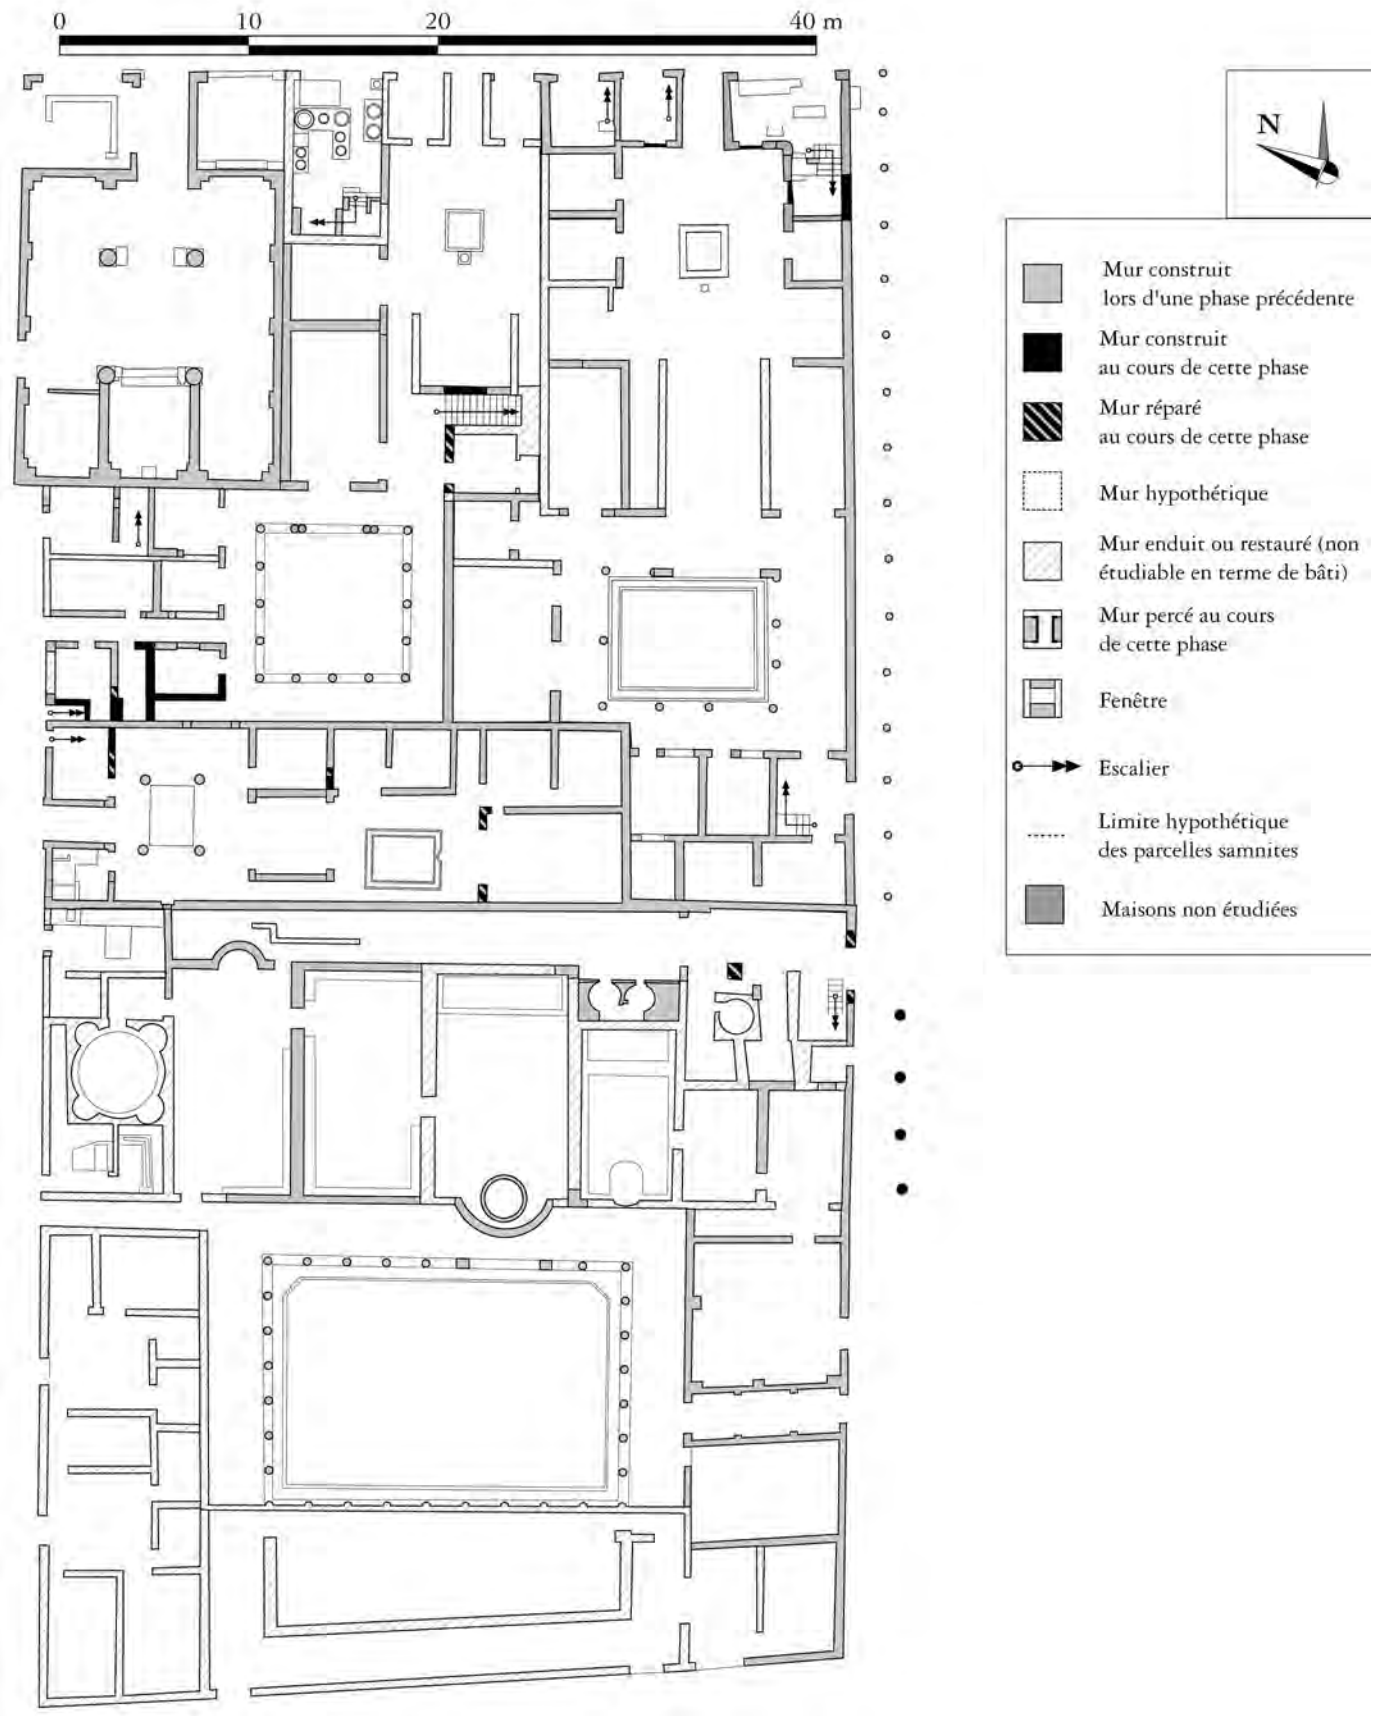 0 10 20 40 m
N
Mur construit
lors d'une phase précédente
Mur construit
au cours de cette phase
Mur réparé
au cours de cette phase
Mur hypothétique
Mur enduit ou restauré (non
étudiable en terme de bâti)
Mur percé au cours
de cette phase
Fenêtre
Escalier
Limite hypothétique
des parcelles samnites
Maisons non étudiées